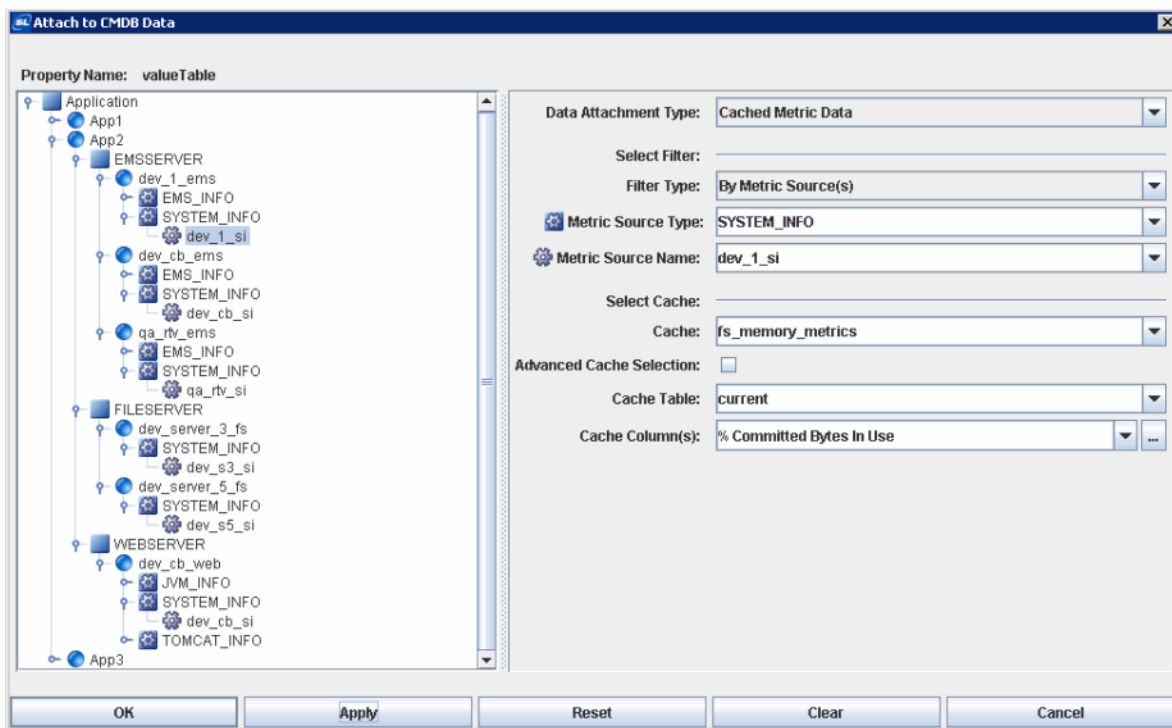 SL Attach to CMDB Data
Property Name: valueTable
Application
App1
App2
EMSSERVER
dev_1_ems
EMS_INFO
SYSTEM_INFO
dev_1_si
dev_cb_ems
EMS_INFO
SYSTEM_INFO
dev_cb_si
qa_rtv_ems
EMS_INFO
SYSTEM_INFO
qa_rtv_si
FILESERVER
dev_server_3_fs
SYSTEM_INFO
dev_s3_si
dev_server_5_fs
SYSTEM_INFO
dev_s5_si
WEBSERVER
dev_cb_web
JVM_INFO
SYSTEM_INFO
dev_cb_si
TOMCAT_INFO
App3
Data Attachment Type: Cached Metric Data
Select Filter:
Filter Type: By Metric Source(s)
Metric Source Type: SYSTEM_INFO
Metric Source Name: dev_1_si
Select Cache:
Cache: fs_memory_metrics
Advanced Cache Selection:
Cache Table: current
Cache Column(s): % Committed Bytes In Use ...
OK Apply Reset Clear Cancel